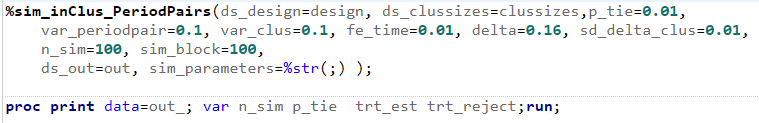 %sim_inClus_PeriodPairs(ds_design=design, ds_clussizes=clussizes,p_tie=0.01,
var_periodpair=0.1, var_clus=0.1, fe_time=0.01, delta=0.16, sd_delta_clus=0.01,
n_sim=100, sim_block=100,
ds_out=out, sim_parameters=%str(;) );
proc print data=out_; var n_sim p_tie  trt_est trt_reject;run;